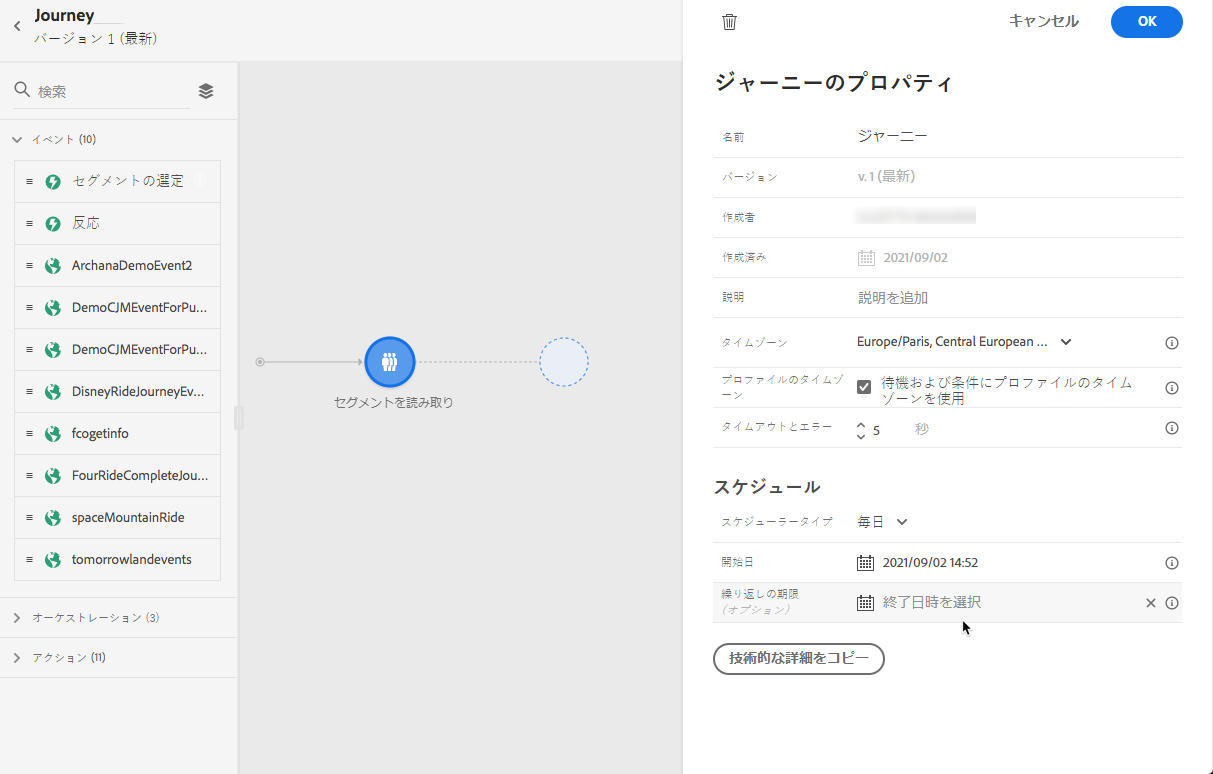 Journey
バージョン 1 (最新)
検索
イベント (10)
セグメントの選定
反応
ArchanaDemoEvent2
DemoCJMEventForPu...
DemoCJMEventForPu...
DisneyRideJourneyEv...
fcogetinfo
FourRideCompleteJou...
spaceMountainRide
tomorrowlandevents
オーケストレーション (3)
アクション (11)
セグメントを読み取り
キャンセル
OK
ジャーニーのプロパティ
名前 ジャーニー
バージョン v.1 (最新)
作成者
作成済み 2021/09/02
説明 説明を追加
タイムゾーン Europe/Paris, Central European ...
プロファイルのタイムゾ
ーン
待機および条件にプロファイルのタイム
ゾーンを使用
タイムアウトとエラー 5 秒
スケジュール
スケジューラータイプ 毎日
開始日 2021/09/02 14:52
繰り返しの期限
(オプション)
終了日時を選択
技術的な詳細をコピー